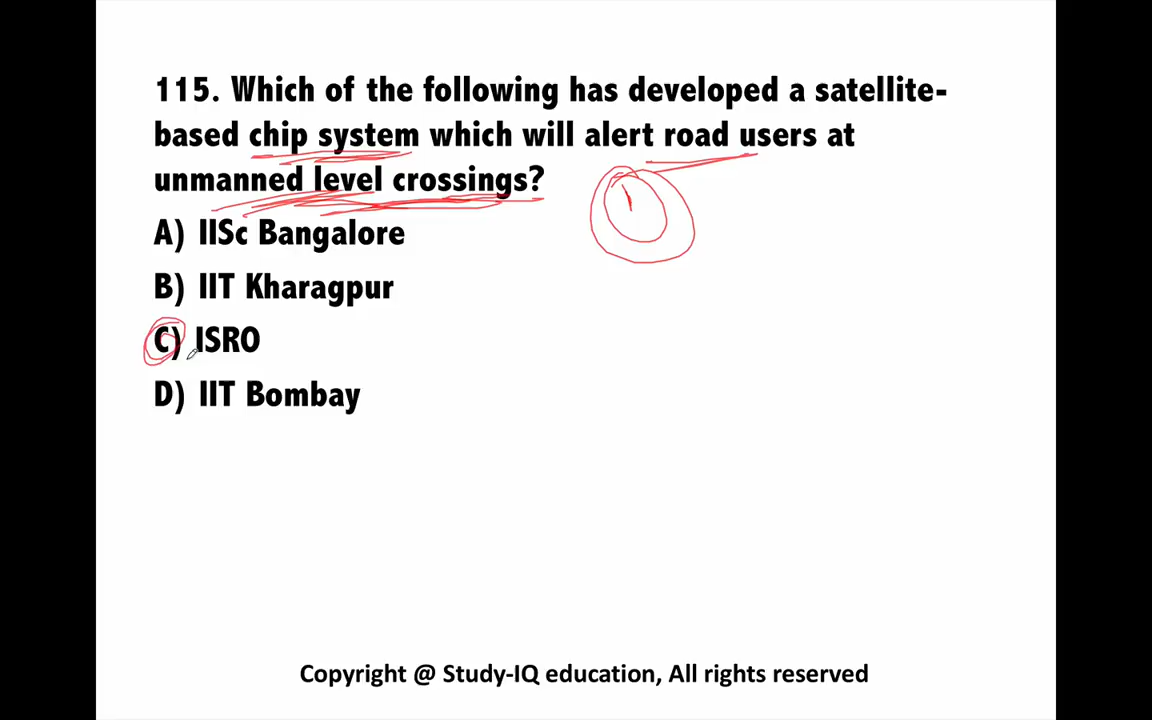 115. Which of the following has developed a satellite-
based chip system which will alert road users at
unmanned level crossings?
A) IISc Bangalore
B) IIT Kharagpur
C) ISRO
D) IIT Bombay
Copyright @ Study-IQ education, All rights reserved